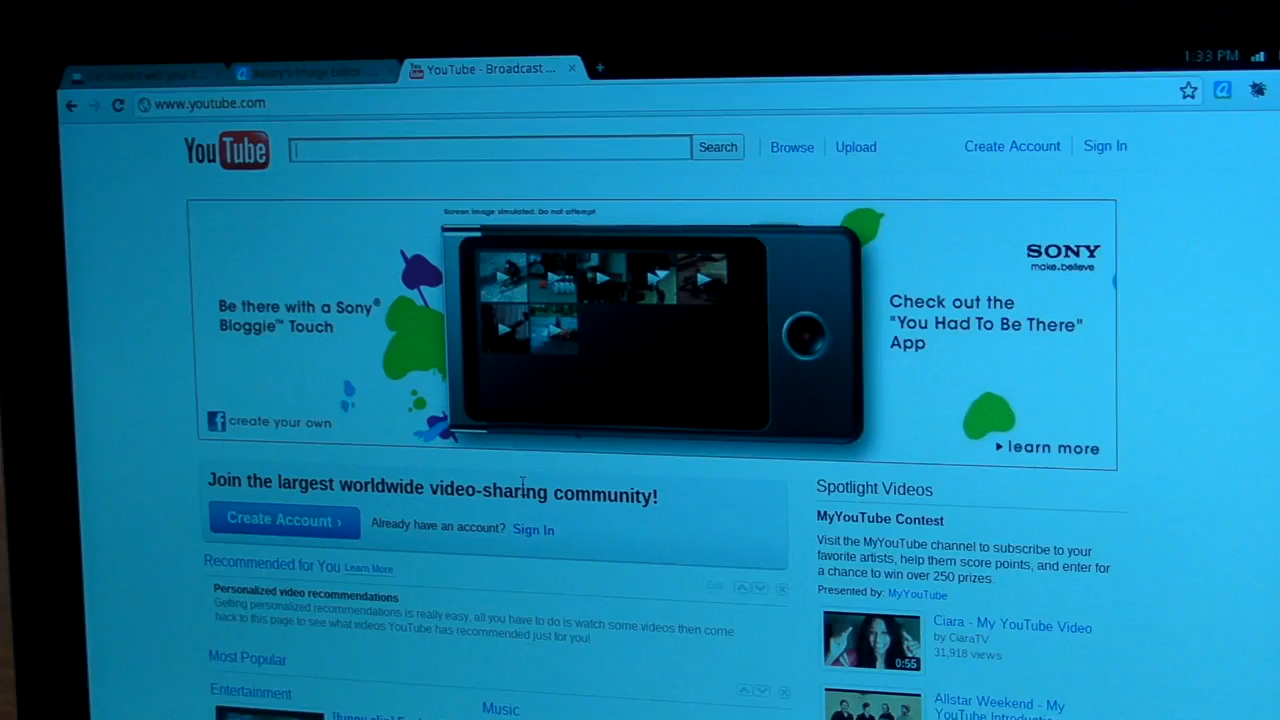 1:33 PM
Aviary's Image Editor
YouTube - Broadcast ...
www.youtube.com
YouTube
Search
Browse
Upload
Create Account
Sign In
Screen image simulated. Do not attempt
SONY
make.believe
Be there with a Sony®
Bloggie™ Touch
Check out the
"You Had To Be There"
App
create your own
learn more
Join the largest worldwide video-sharing community!
Create Account ›
Already have an account? Sign In
Recommended for You Learn More
Edit
Personalized video recommendations
Getting personalized recommendations is really easy, all you have to do is watch some videos then come
back to this page to see what videos YouTube has recommended just for you!
Most Popular
Entertainment
Music
Spotlight Videos
MyYouTube Contest
Visit the MyYouTube channel to subscribe to your
favorite artists, help them score points, and enter for
a chance to win over 250 prizes.
Presented by: MyYouTube
0:55
Ciara - My YouTube Video
by CiaraTV
31,918 views
Allstar Weekend - My